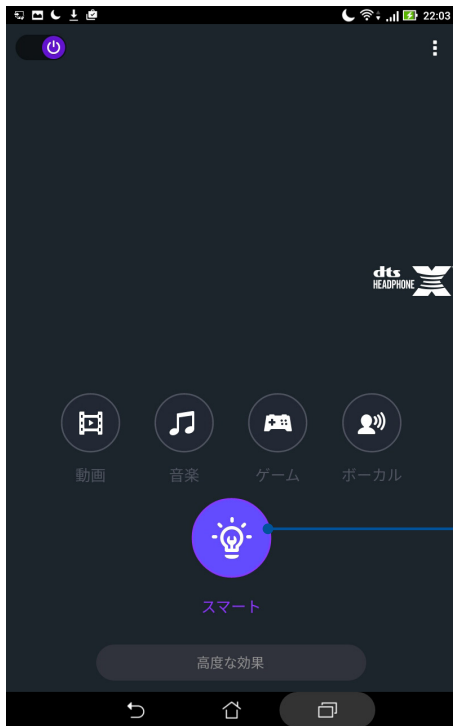 22:03
dts
HEADPHONE X
動画 音楽 ゲーム ボーカル
スマート
高度な効果